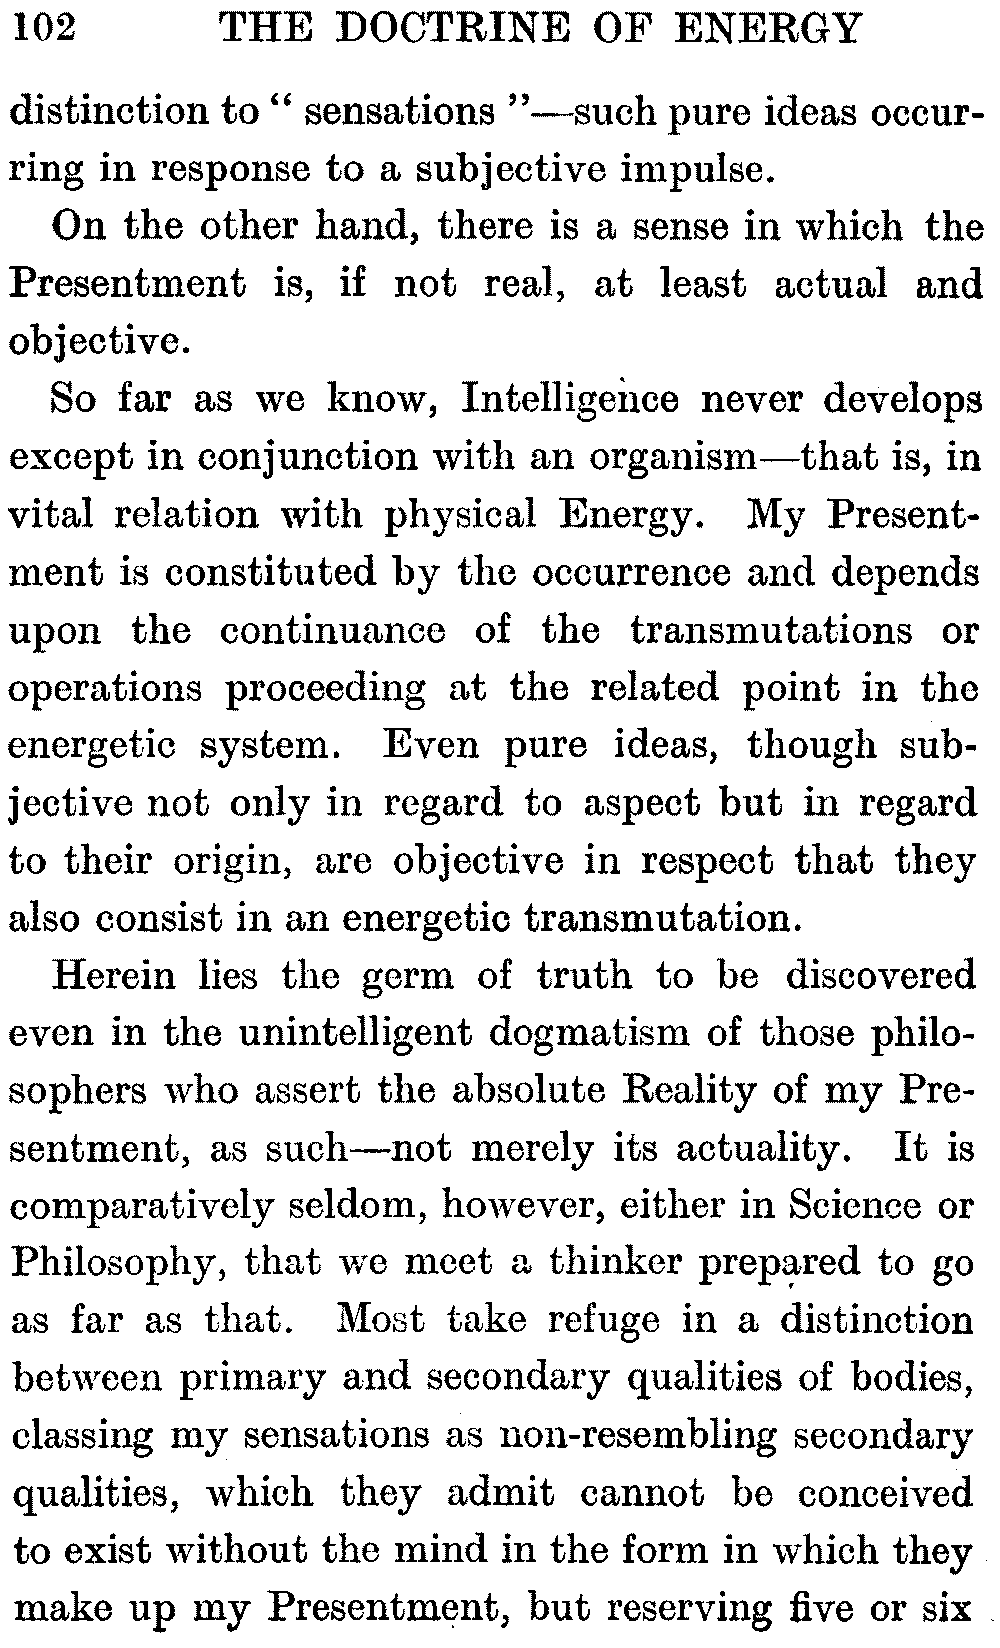 102 THE DOCTRINE OF ENERGY
distinction to “ sensations ”—such pure ideas occur-
ring in response to a subjective impulse.
On the other hand, there is a sense in which the
Presentment is, if not real, at least actual and
objective.
So far as we know, Intelligence never develops
except in conjunction with an organism—that is, in
vital relation with physical Energy. My Present-
ment is constituted by the occurrence and depends
upon the continuance of the transmutations or
operations proceeding at the related point in the
energetic system. Even pure ideas, though sub-
jective not only in regard to aspect but in regard
to their origin, are objective in respect that they
also consist in an energetic transmutation.
Herein lies the germ of truth to be discovered
even in the unintelligent dogmatism of those philo-
sophers who assert the absolute Reality of my Pre-
sentment, as such—not merely its actuality. It is
comparatively seldom, however, either in Science or
Philosophy, that we meet a thinker prepared to go
as far as that. Most take refuge in a distinction
between primary and secondary qualities of bodies,
classing my sensations as non-resembling secondary
qualities, which they admit cannot be conceived
to exist without the mind in the form in which they
make up my Presentment, but reserving five or six